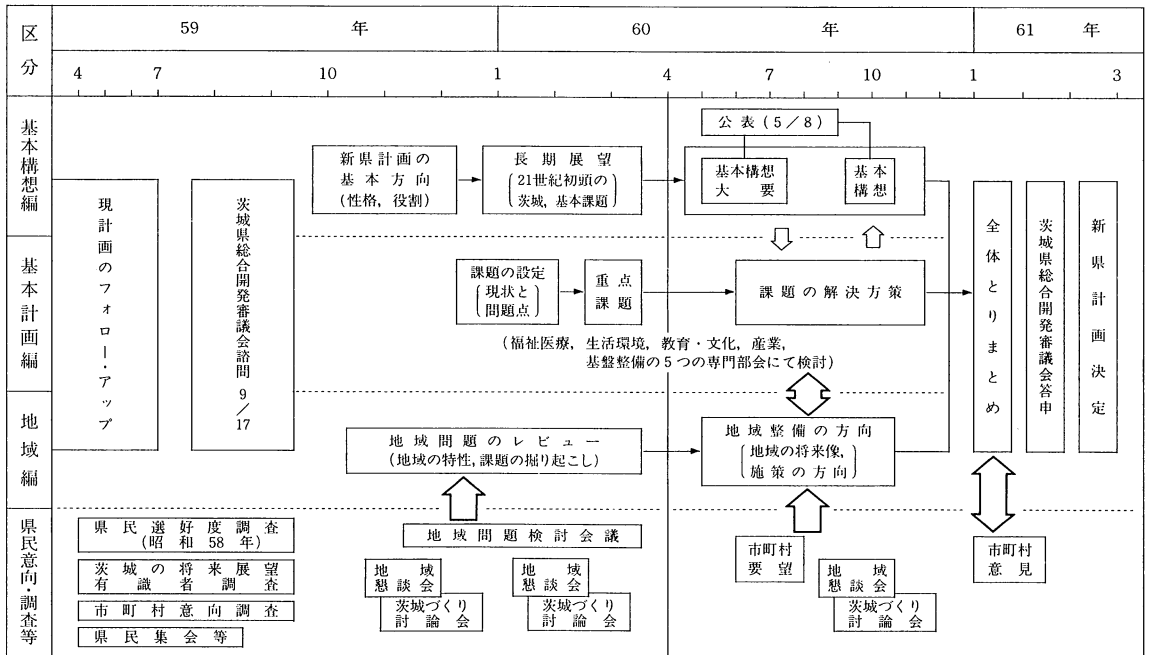 区分
59 年
60 年
61 年
4
7
10
1
4
7
10
1
3
基本構想編
基本計画編
地域編
県民意向・調査等
現計画のフォロー・アップ
茨城県総合開発審議会諮問 9/17
新県計画の
基本方向
(性格,役割)
長期展望
21世紀初頭の
茨城,基本課題
公表(5/8)
基本構想
大要
基本
構想
課題の設定
現状と
問題点
重点
課題
課題の解決方策
(福祉医療,生活環境,教育・文化,産業,
基盤整備の5つの専門部会にて検討)
地域問題のレビュー
(地域の特性,課題の掘り起こし)
地域整備の方向
地域の将来像,
施策の方向
全体とりまとめ
茨城県総合開発審議会答申
新県計画決定
県民選好度調査
(昭和58年)
茨城の将来展望
有識者調査
市町村意向調査
県民集会等
地域問題検討会議
地域
懇談会
茨城づくり
討論会
地域
懇談会
茨城づくり
討論会
市町村
要望
地域
懇談会
茨城づくり
討論会
市町村
意見